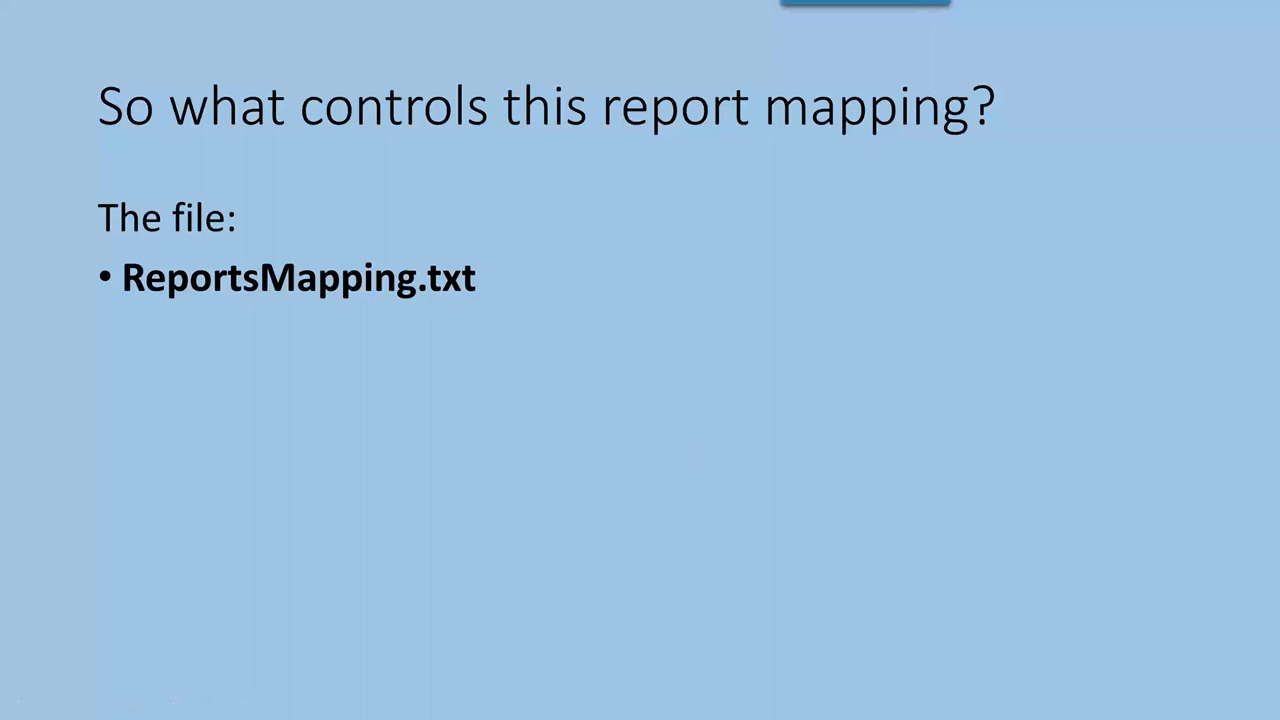 So what controls this report mapping?
The file:
• ReportsMapping.txt